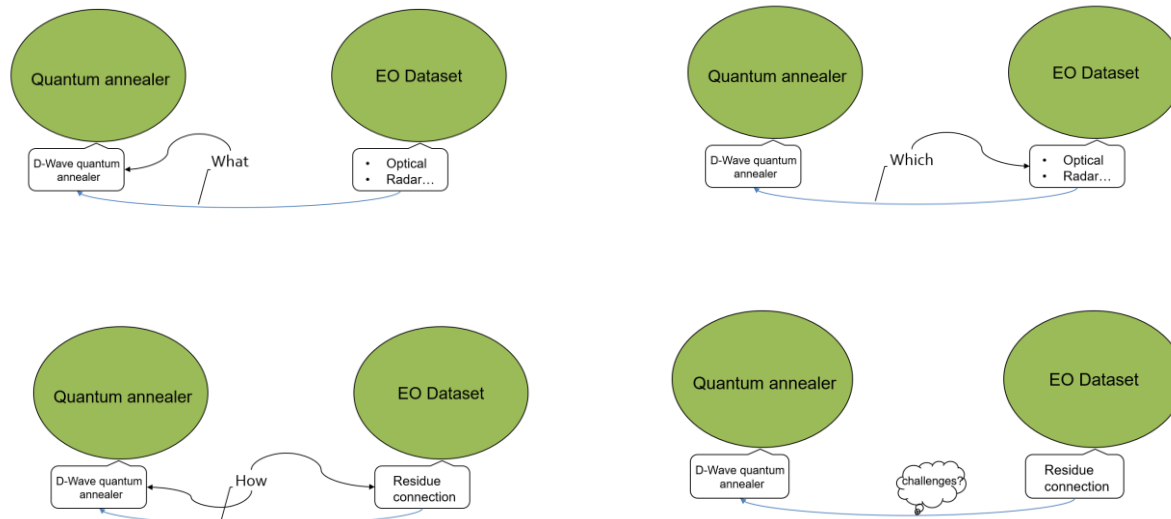 Quantum annealer
EO Dataset
D-Wave quantum
annealer
What
• Optical
• Radar…
Quantum annealer
EO Dataset
D-Wave quantum
annealer
Which
• Optical
• Radar…
Quantum annealer
EO Dataset
D-Wave quantum
annealer
How
Residue
connection
Quantum annealer
EO Dataset
D-Wave quantum
annealer
challenges?
Residue
connection